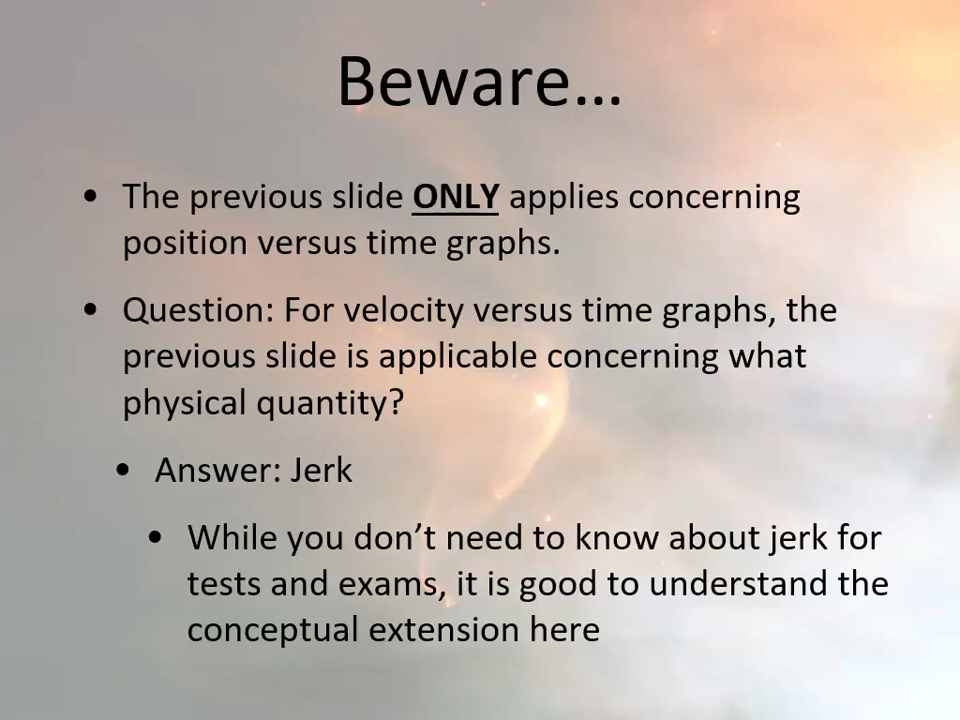 Beware…
• The previous slide ONLY applies concerning
position versus time graphs.
• Question: For velocity versus time graphs, the
previous slide is applicable concerning what
physical quantity?
• Answer: Jerk
• While you don’t need to know about jerk for
tests and exams, it is good to understand the
conceptual extension here